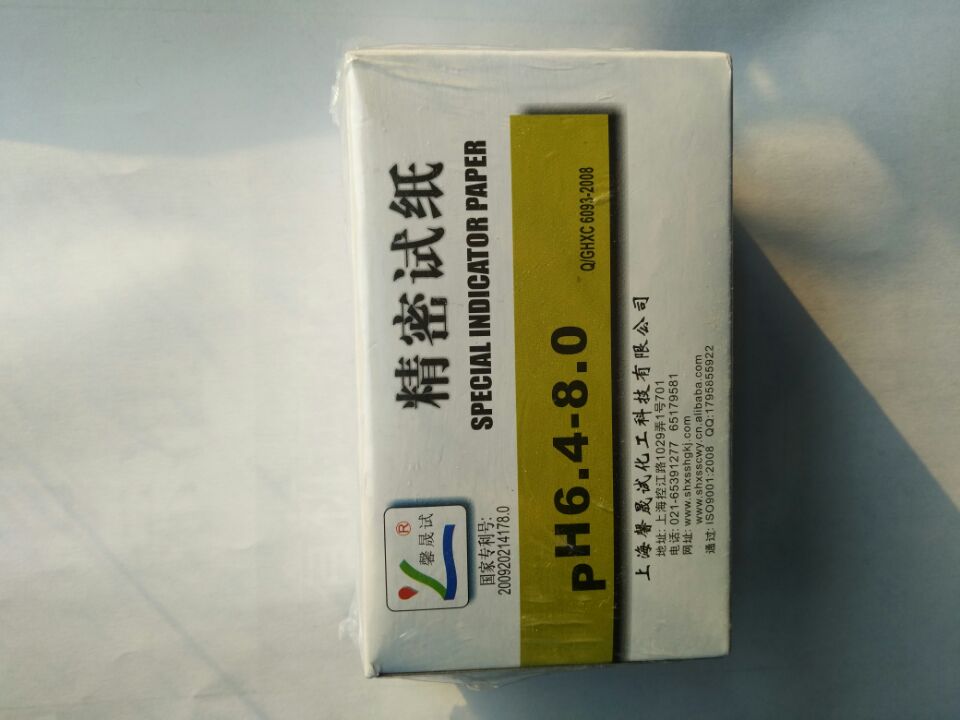 馨晟试 ®
国家专利号:
200920214178.0
精密试纸
SPECIAL INDICATOR PAPER
PH6.4-8.0
Q/GHXC 6093-2008
上海馨晟试化工科技有限公司
地址: 上海控江路1029弄1号701
电话: 021-65391277 65179581
网址: www.shxsshgkj.com
www.shxsscwy.cn.alibaba.com
通过: ISO9001:2008 QQ:1795855922